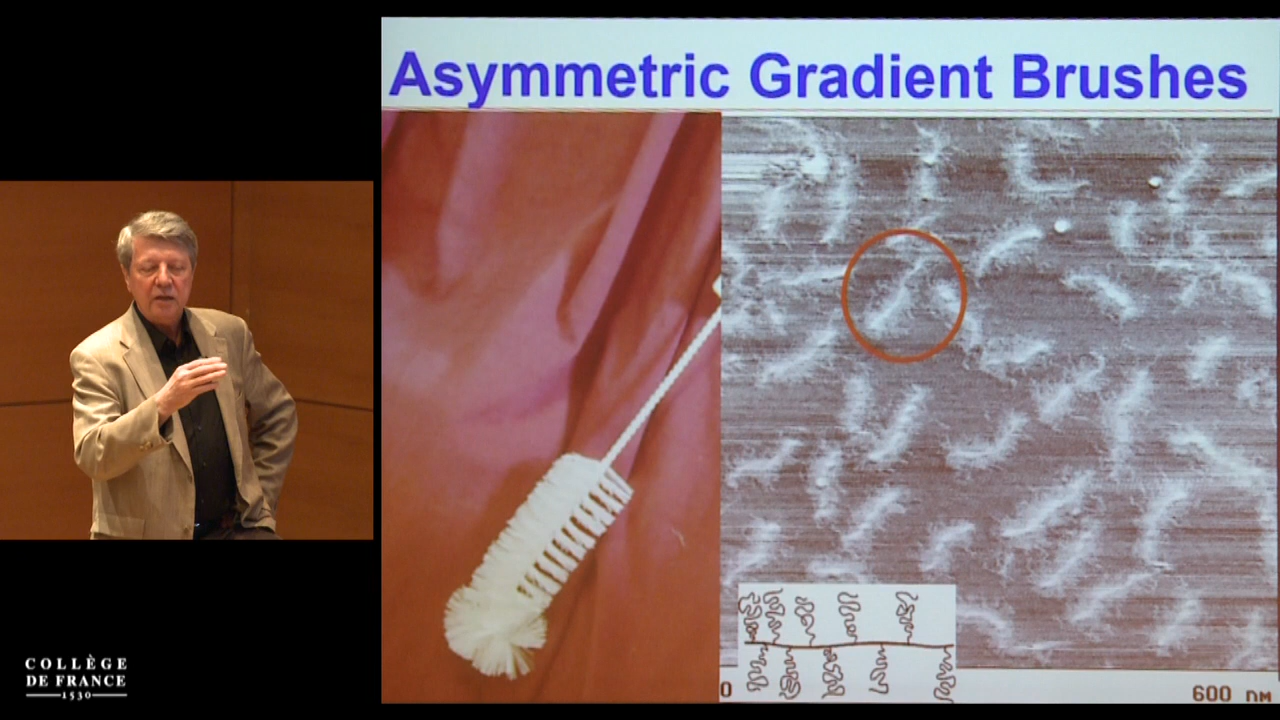 Asymmetric Gradient Brushes
0
600 nm
COLLÈGE
DE FRANCE
1530